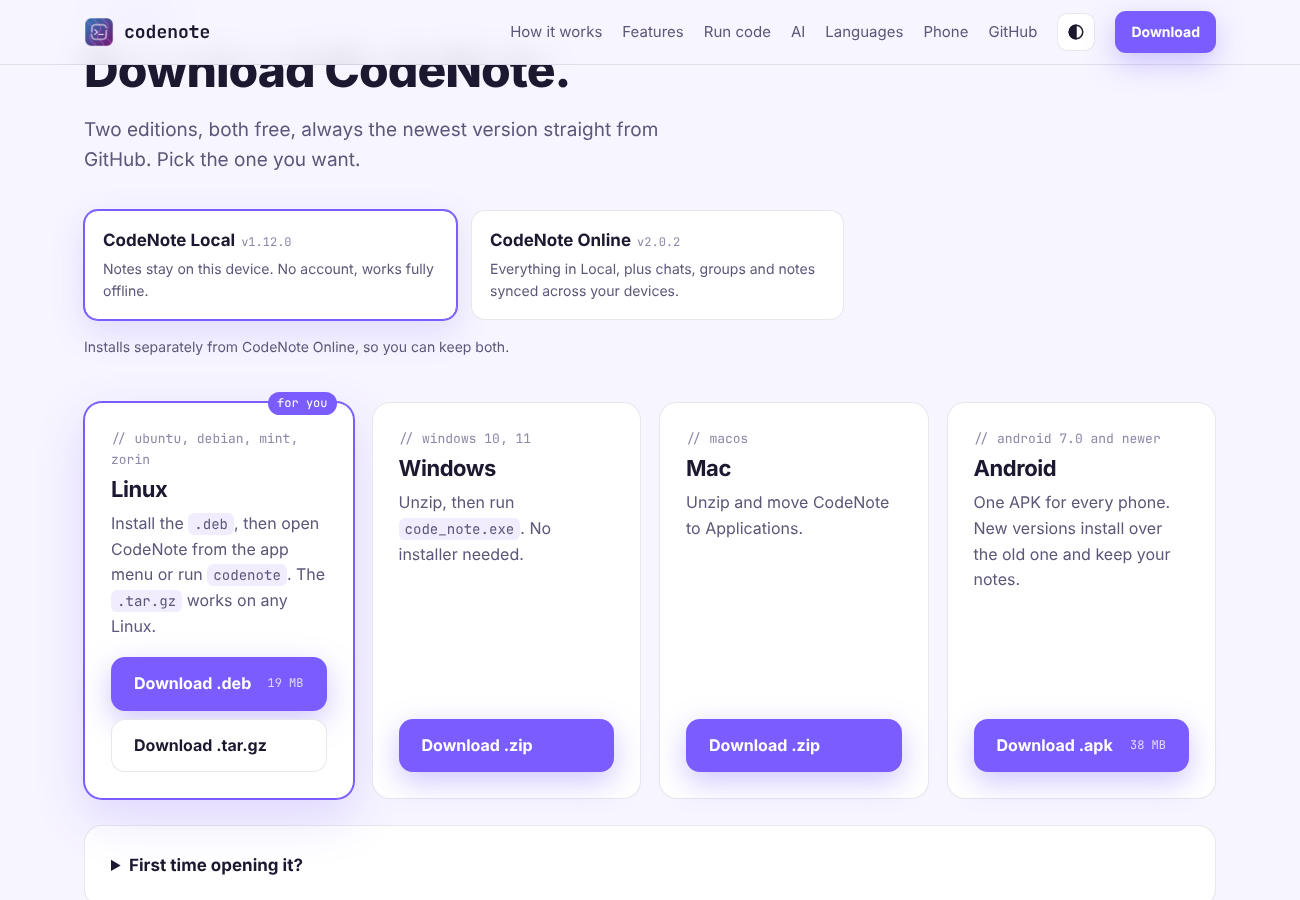 codenote
How it works Features Run code AI Languages Phone GitHub Download
Download CodeNote.
Two editions, both free, always the newest version straight from
GitHub. Pick the one you want.
CodeNote Local v1.12.0
Notes stay on this device. No account, works fully
offline.
CodeNote Online v2.0.2
Everything in Local, plus chats, groups and notes
synced across your devices.
Installs separately from CodeNote Online, so you can keep both.
for you
// ubuntu, debian, mint,
zorin
Linux
Install the .deb, then open
CodeNote from the app
menu or run codenote. The
.tar.gz works on any
Linux.
Download .deb 19 MB
Download .tar.gz
// windows 10, 11
Windows
Unzip, then run
code_note.exe. No
installer needed.
Download .zip
// macos
Mac
Unzip and move CodeNote
to Applications.
Download .zip
// android 7.0 and newer
Android
One APK for every phone.
New versions install over
the old one and keep your
notes.
Download .apk 38 MB
First time opening it?